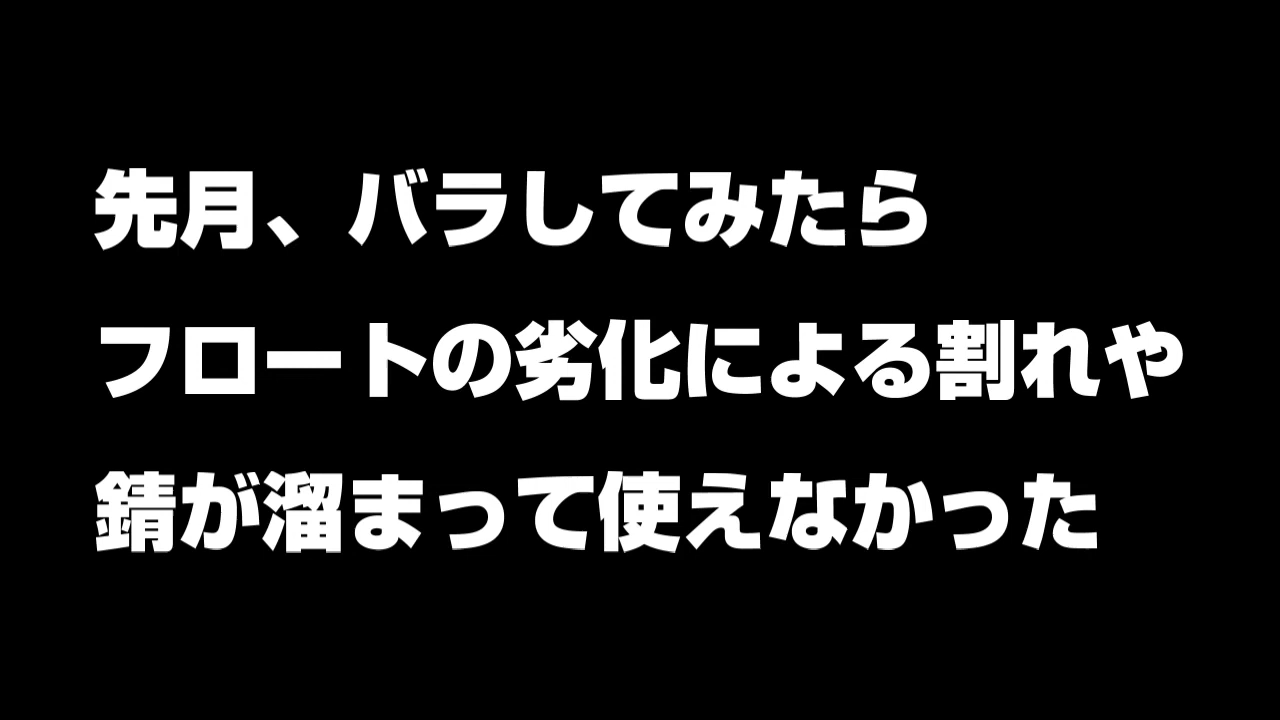 先月、バラしてみたら
フロートの劣化による割れや
錆が溜まって使えなかった